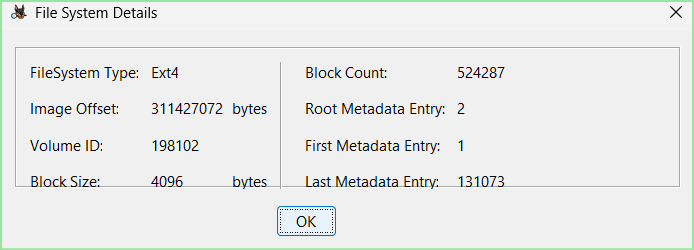 File System Details
FileSystem Type: Ext4 Block Count: 524287
Image Offset: 311427072 bytes Root Metadata Entry: 2
Volume ID: 198102 First Metadata Entry: 1
Block Size: 4096 bytes Last Metadata Entry: 131073
OK